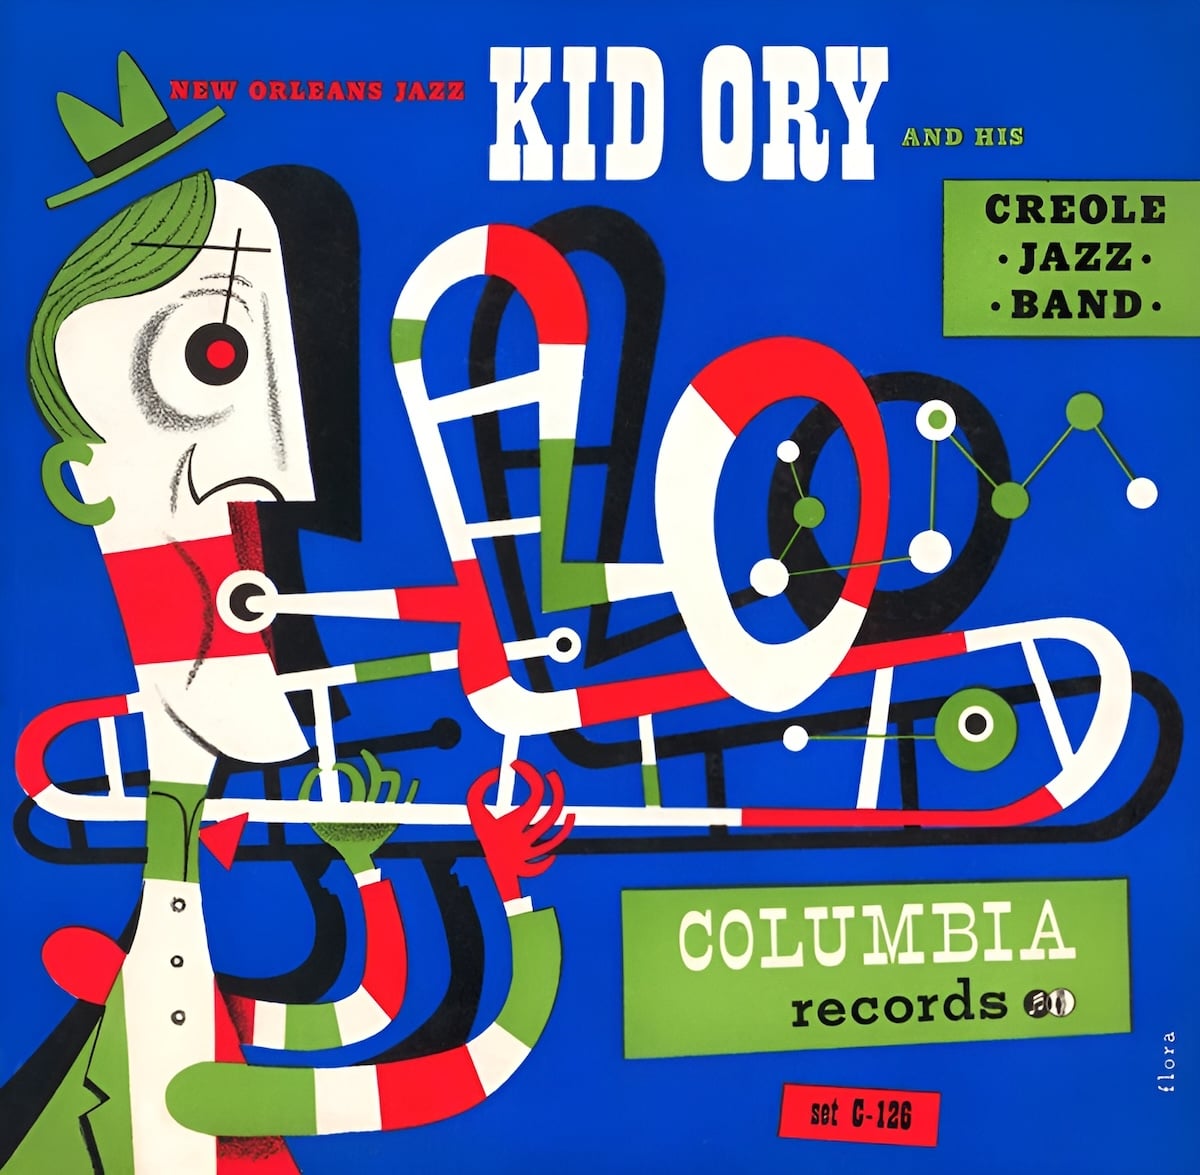 NEW ORLEANS JAZZ
KID ORY
AND HIS
CREOLE
·JAZZ·
·BAND·
COLUMBIA
records
set C-126
flora